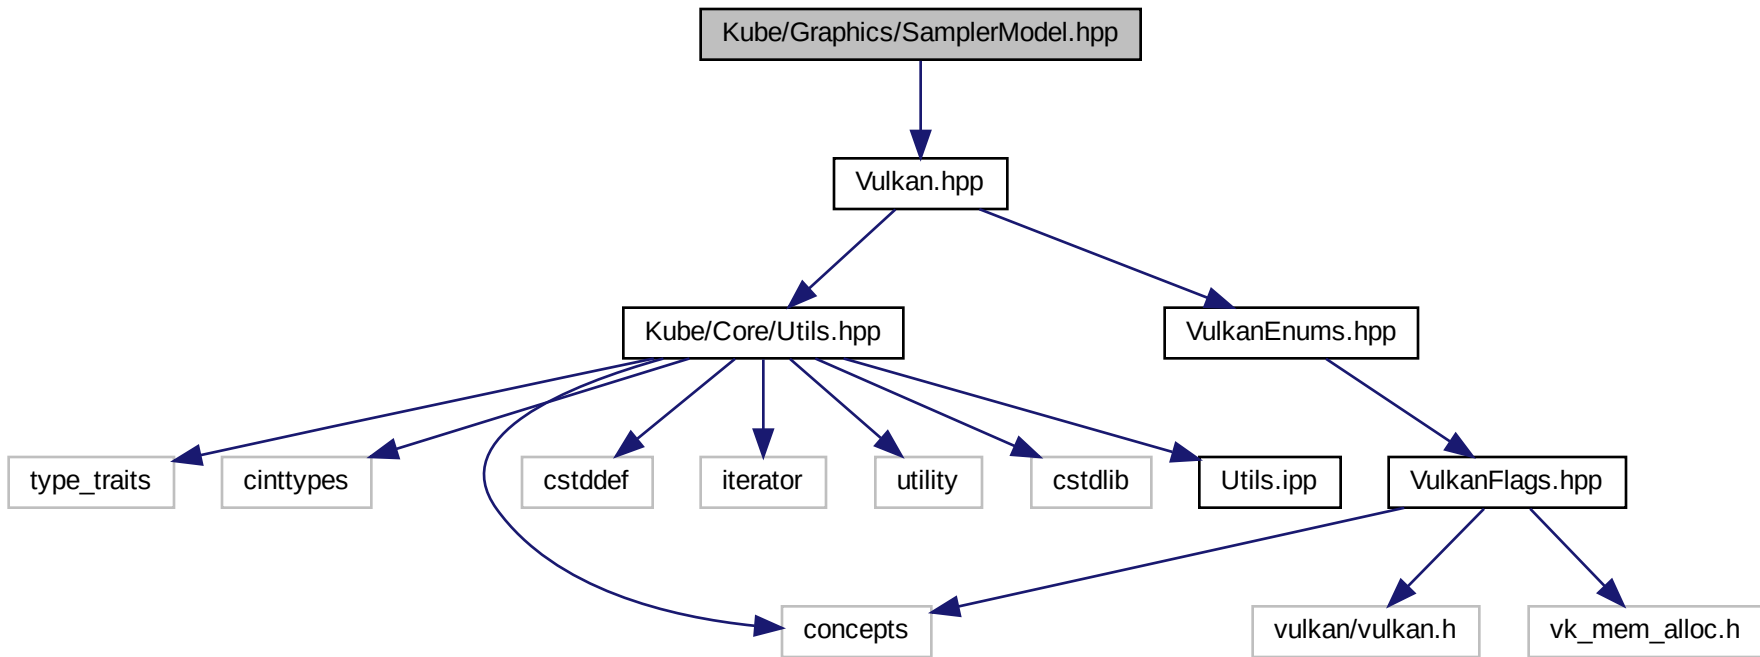 Kube/Graphics/SamplerModel.hpp
Vulkan.hpp
Kube/Core/Utils.hpp
VulkanEnums.hpp
type_traits
cinttypes
cstddef
iterator
utility
cstdlib
Utils.ipp
VulkanFlags.hpp
concepts
vulkan/vulkan.h
vk_mem_alloc.h